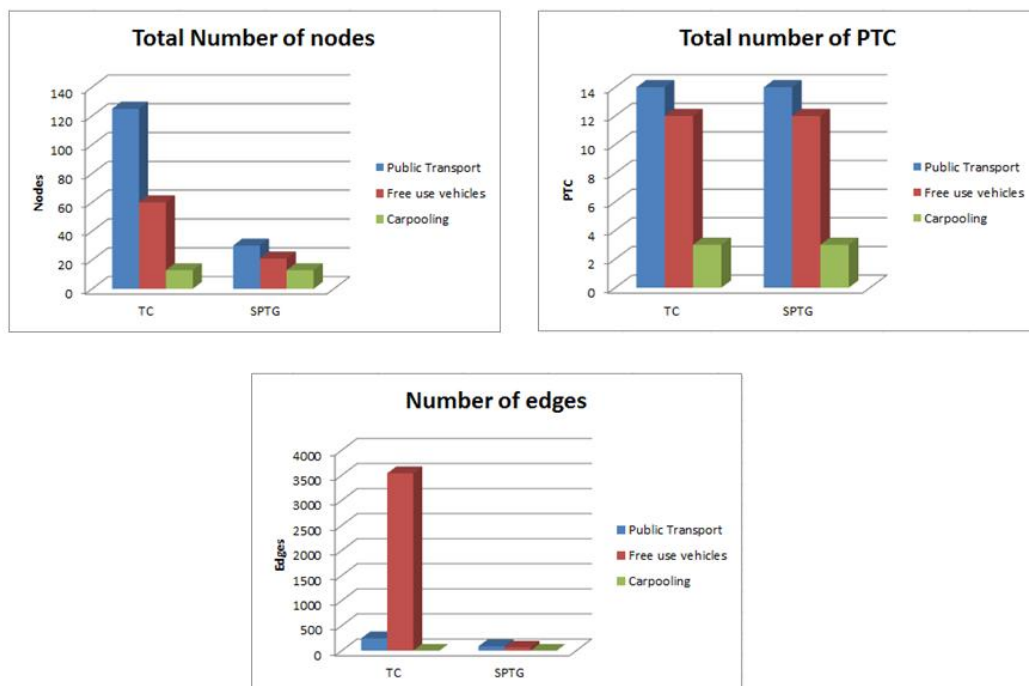 Total Number of nodes
140
120
100
80
60
40
20
0
Nodes
TC
SPTG
Public Transport
Free use vehicles
Carpooling
Total number of PTC
14
12
10
8
6
4
2
0
PTC
TC
SPTG
Public Transport
Free use vehicles
Carpooling
Number of edges
4000
3500
3000
2500
2000
1500
1000
500
0
Edges
TC
SPTG
Public Transport
Free use vehicles
Carpooling